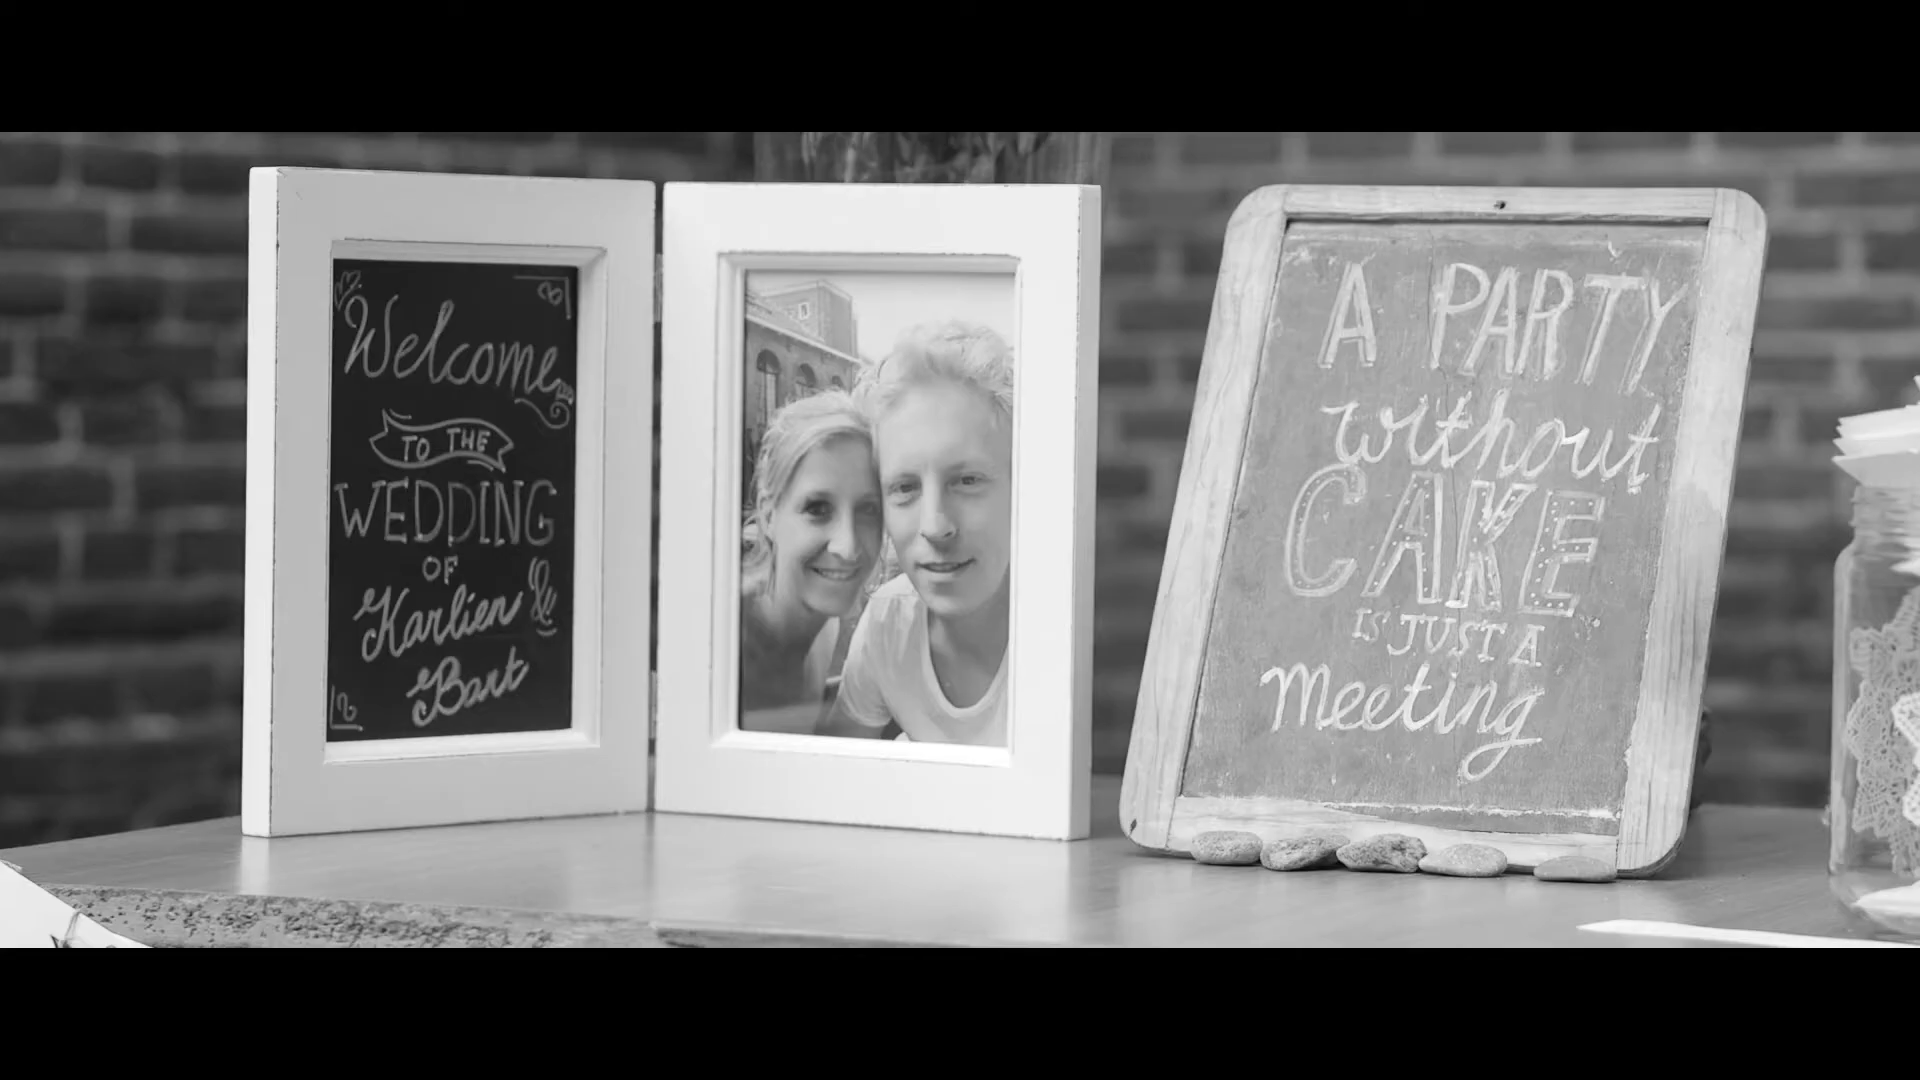 Welcome
TO THE
WEDDING
OF
Karlien &
Bart
A PARTY
without
CAKE
IS JUST A
Meeting